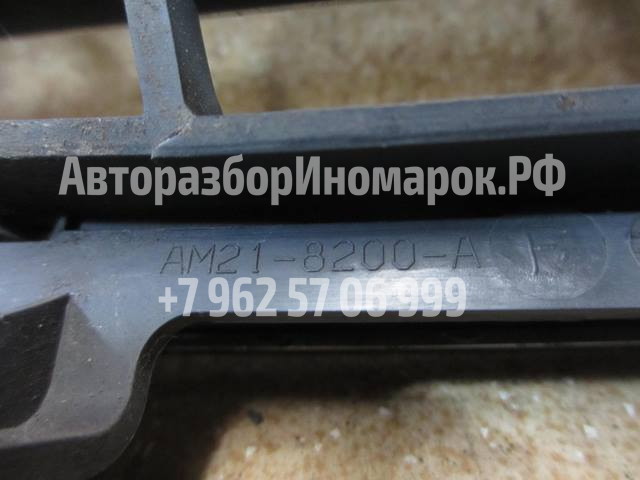 АвторазборИномарок.РФ
AM21-8200-A F
+7 962 57 06 999